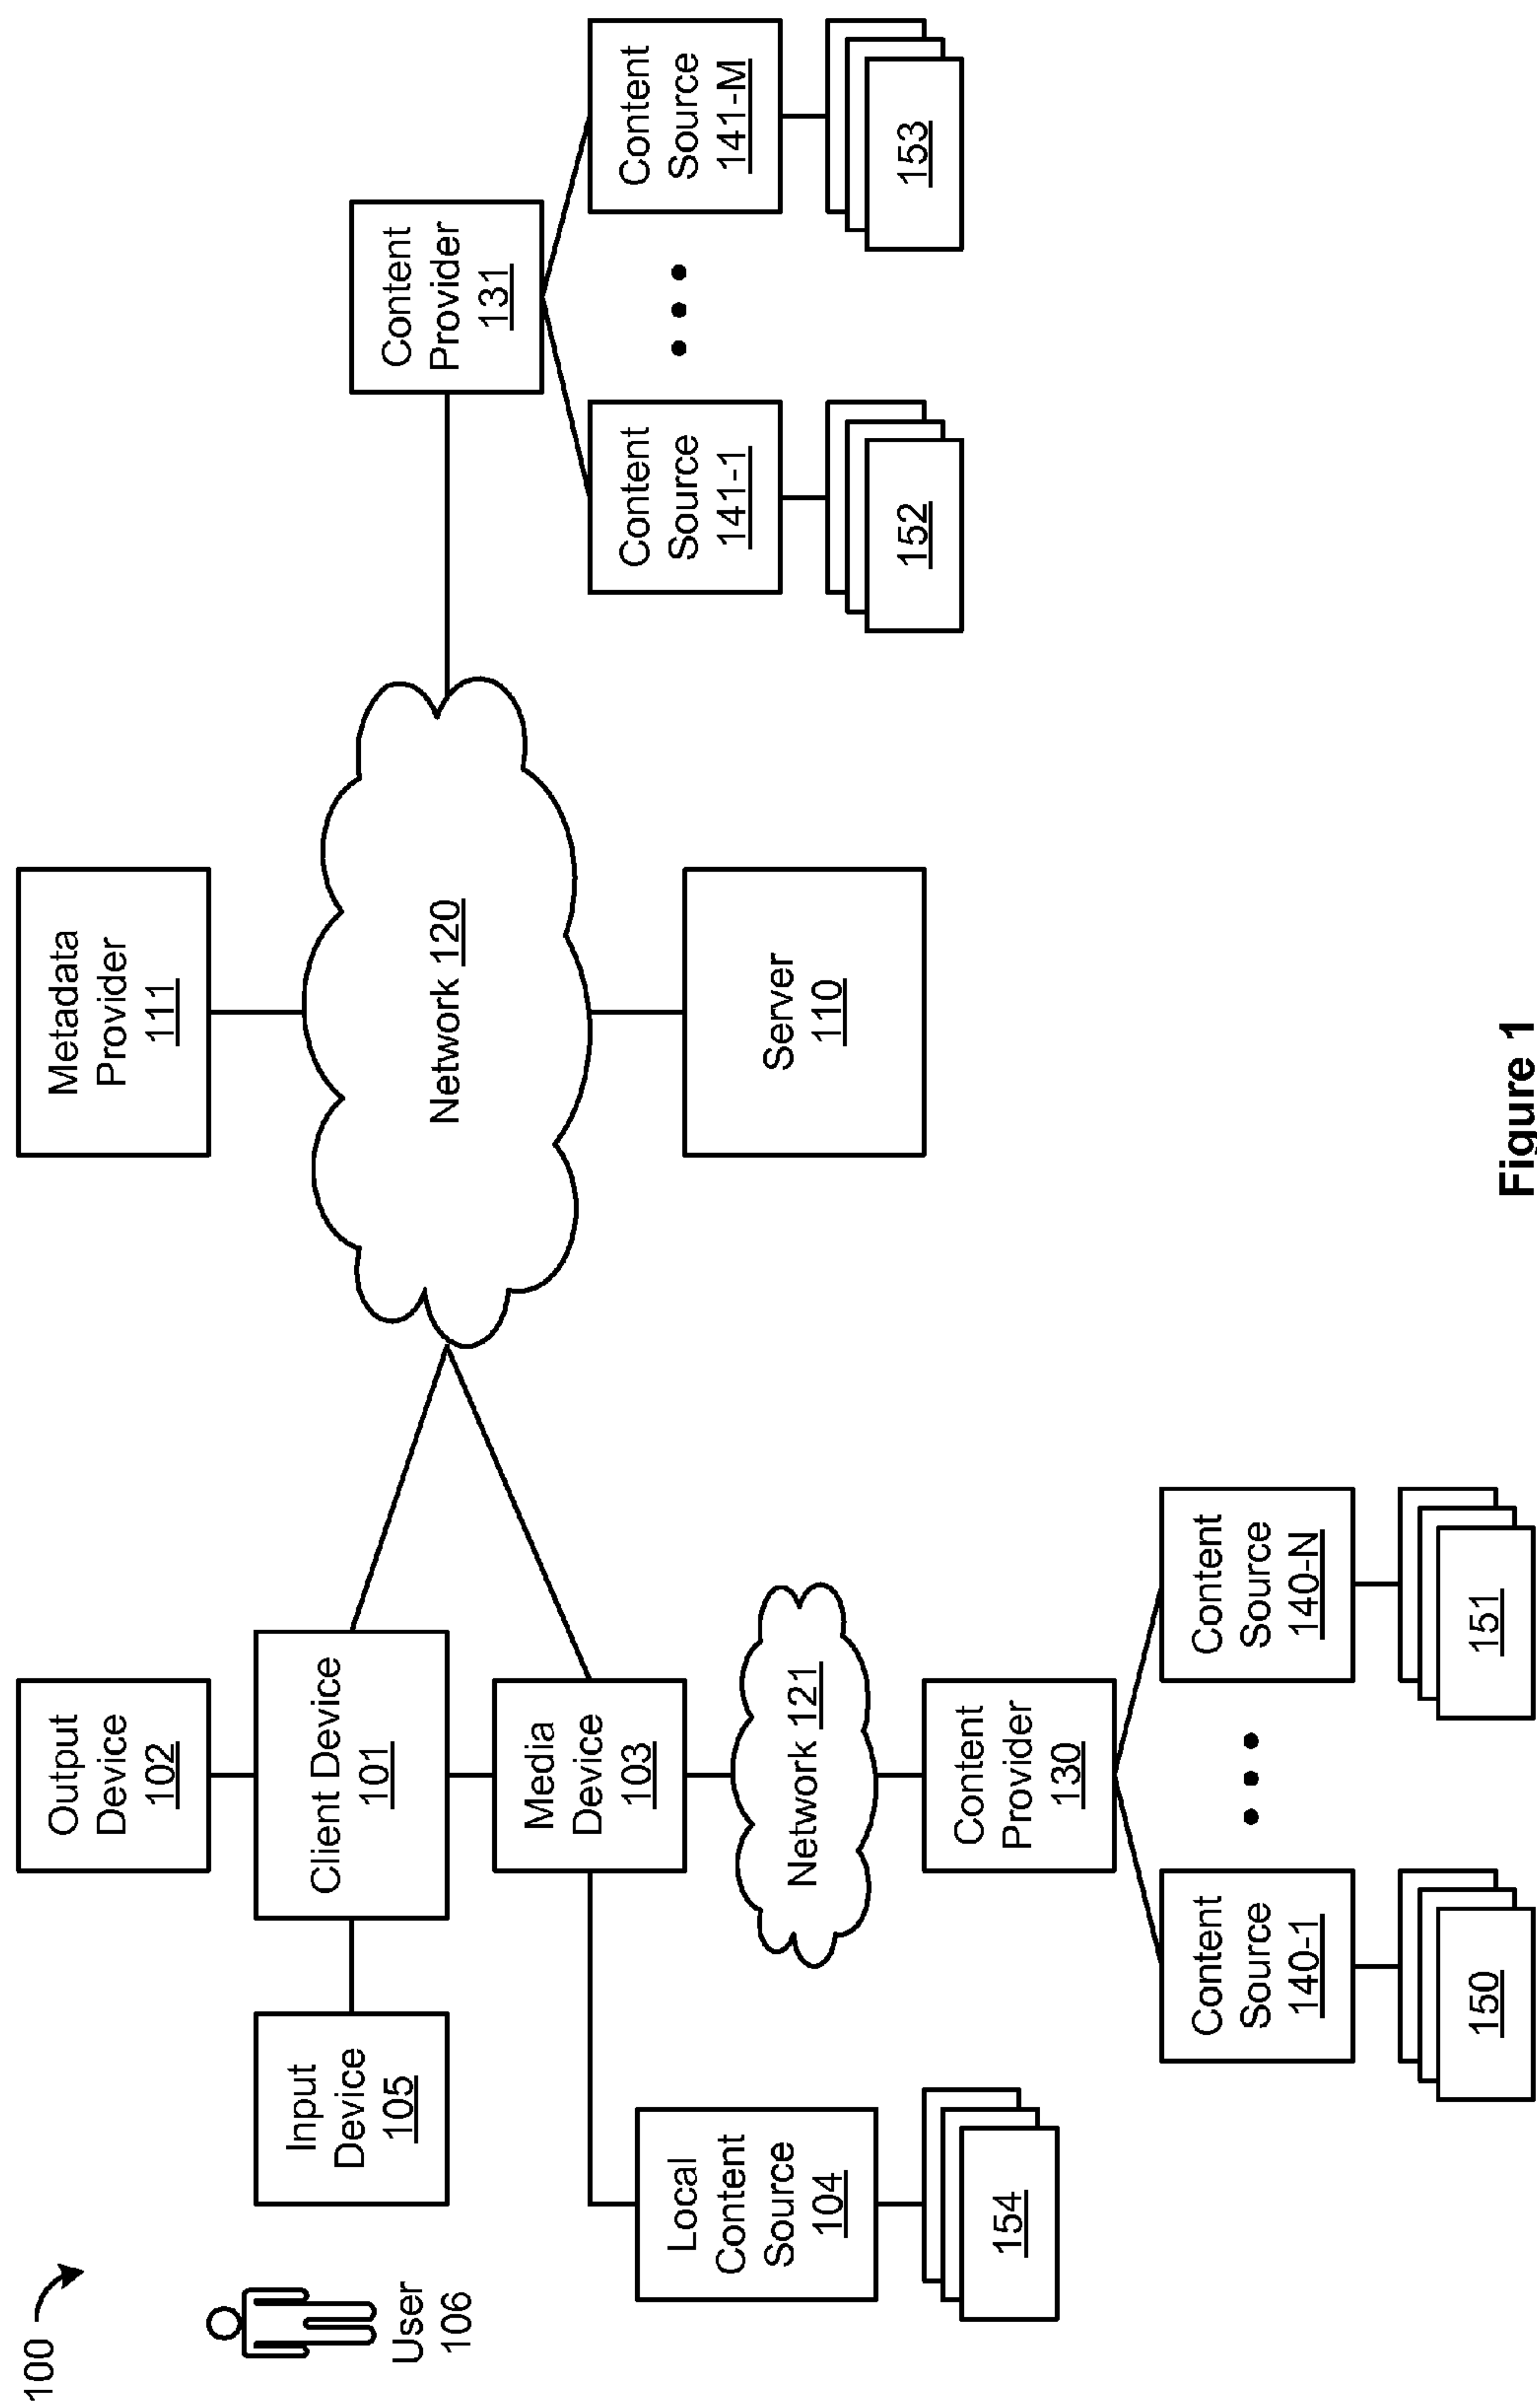 100
User
106
Input
Device
105
Output
Device
102
Client Device
101
Media
Device
103
Local
Content
Source
104
154
Network 121
Content
Provider
130
Content
Source
140-1
150
Content
Source
140-N
151
Metadata
Provider
111
Network 120
Server
110
Content
Provider
131
Content
Source
141-1
152
Content
Source
141-M
153
Figure 1